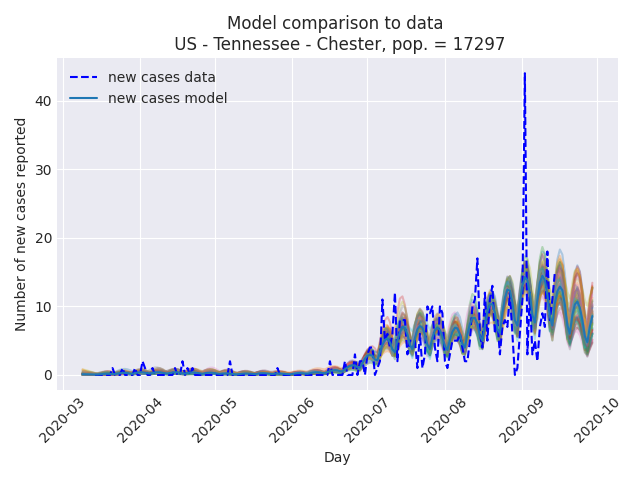 Model comparison to data
US - Tennessee - Chester, pop. = 17297
new cases data
new cases model
Number of new cases reported
40
30
20
10
0
2020-03
2020-04
2020-05
2020-06
2020-07
2020-08
2020-09
2020-10
Day